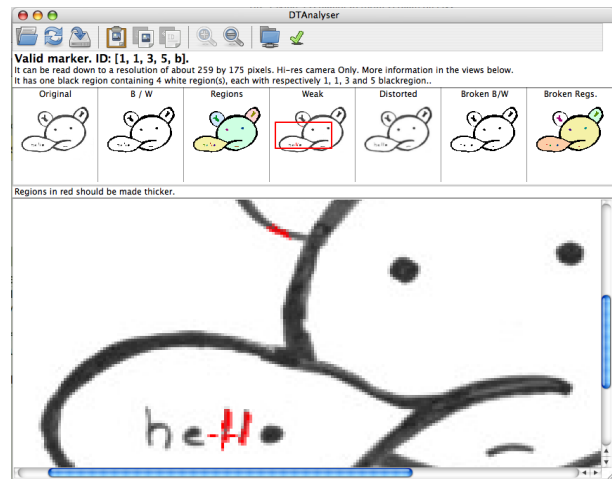 DTAnalyser
Valid marker. ID: [1, 1, 3, 5, b].
It can be read down to a resolution of about 259 by 175 pixels. Hi-res camera Only. More information in the views below.
It has one black region containing 4 white region(s), each with respectively 1, 1, 3 and 5 blackregion..
Original B / W Regions Weak Distorted Broken B/W Broken Regs.
Regions in red should be made thicker.
hello